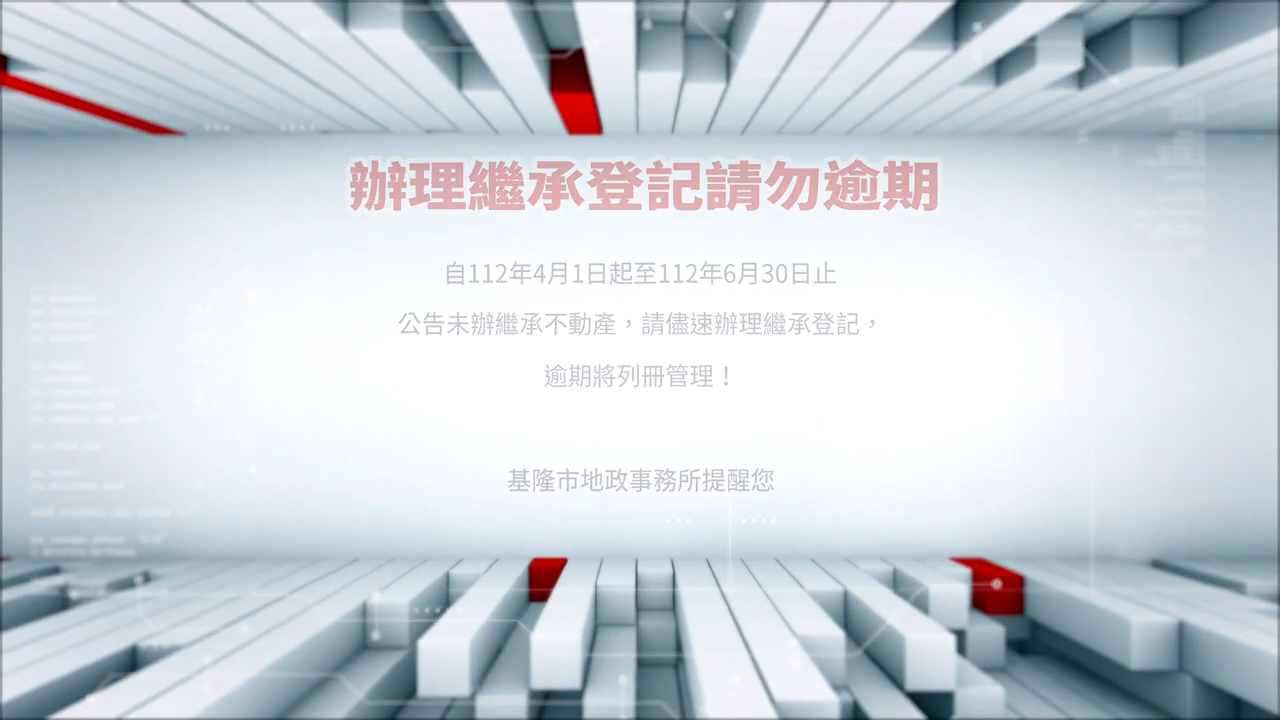 辦理繼承登記請勿逾期
自112年4月1日起至112年6月30日止
公告未辦繼承不動產，請儘速辦理繼承登記，
逾期將列冊管理！
基隆市地政事務所提醒您